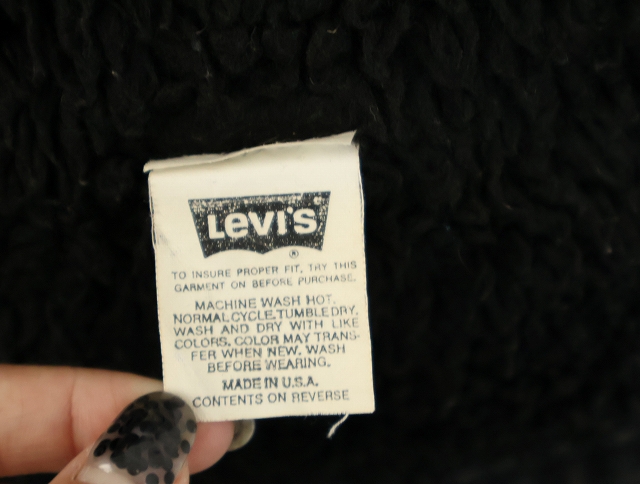 Levi's
®
TO INSURE PROPER FIT, TRY THIS
GARMENT ON BEFORE PURCHASE.
MACHINE WASH HOT,
NORMAL CYCLE. TUMBLE DRY.
WASH AND DRY WITH LIKE
COLORS. COLOR MAY TRANS-
FER WHEN NEW. WASH
BEFORE WEARING.
MADE IN U.S.A.
CONTENTS ON REVERSE